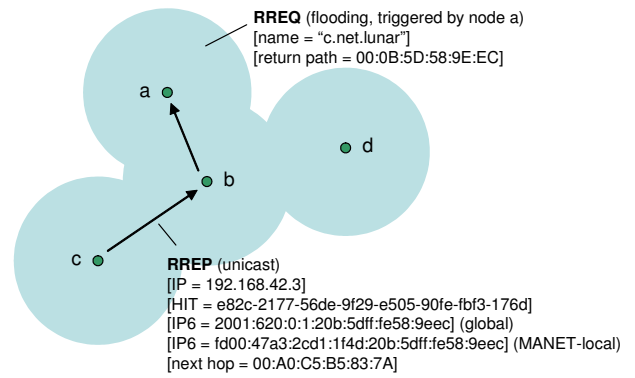 RREQ (flooding, triggered by node a)
[name = “c.net.lunar”]
[return path = 00:0B:5D:58:9E:EC]
a
d
b
c
RREP (unicast)
[IP = 192.168.42.3]
[HIT = e82c-2177-56de-9f29-e505-90fe-fbf3-176d]
[IP6 = 2001:620:0:1:20b:5dff:fe58:9eec] (global)
[IP6 = fd00:47a3:2cd1:1f4d:20b:5dff:fe58:9eec] (MANET-local)
[next hop = 00:A0:C5:B5:83:7A]